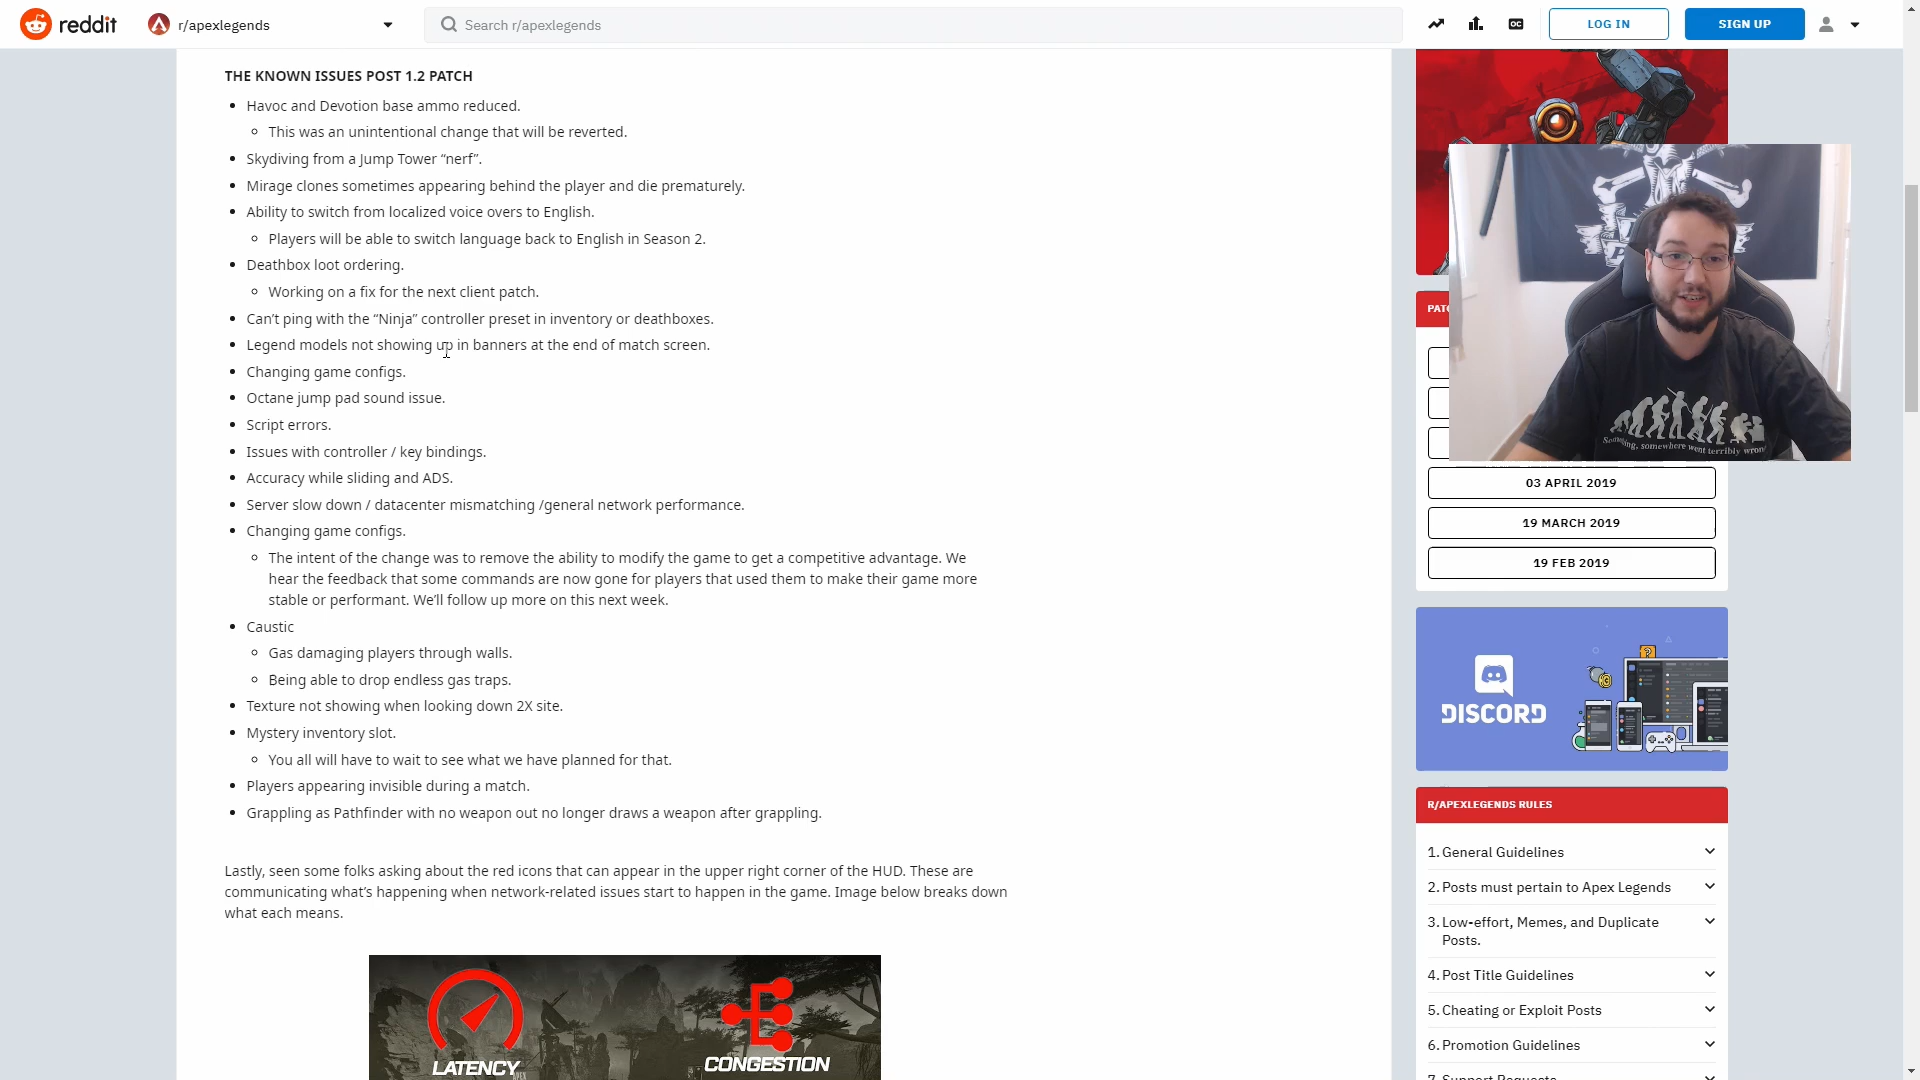 reddit
r/apexlegends
Search r/apexlegends
LOG IN
SIGN UP
THE KNOWN ISSUES POST 1.2 PATCH
Havoc and Devotion base ammo reduced.
This was an unintentional change that will be reverted.
Skydiving from a Jump Tower “nerf”.
Mirage clones sometimes appearing behind the player and die prematurely.
Ability to switch from localized voice overs to English.
Players will be able to switch language back to English in Season 2.
Deathbox loot ordering.
Working on a fix for the next client patch.
Can’t ping with the “Ninja” controller preset in inventory or deathboxes.
Legend models not showing up in banners at the end of match screen.
Changing game configs.
Octane jump pad sound issue.
Script errors.
Issues with controller / key bindings.
Accuracy while sliding and ADS.
Server slow down / datacenter mismatching /general network performance.
Changing game configs.
The intent of the change was to remove the ability to modify the game to get a competitive advantage. We
hear the feedback that some commands are now gone for players that used them to make their game more
stable or performant. We’ll follow up more on this next week.
Caustic
Gas damaging players through walls.
Being able to drop endless gas traps.
Texture not showing when looking down 2X site.
Mystery inventory slot.
You all will have to wait to see what we have planned for that.
Players appearing invisible during a match.
Grappling as Pathfinder with no weapon out no longer draws a weapon after grappling.
Lastly, seen some folks asking about the red icons that can appear in the upper right corner of the HUD. These are
communicating what’s happening when network-related issues start to happen in the game. Image below breaks down
what each means.
LATENCY
CONGESTION
PATC
Something, somewhere went terribly wrong
03 APRIL 2019
19 MARCH 2019
19 FEB 2019
DISCORD
R/APEXLEGENDS RULES
1. General Guidelines
2. Posts must pertain to Apex Legends
3. Low-effort, Memes, and Duplicate
Posts.
4. Post Title Guidelines
5. Cheating or Exploit Posts
6. Promotion Guidelines
7. Support Requests